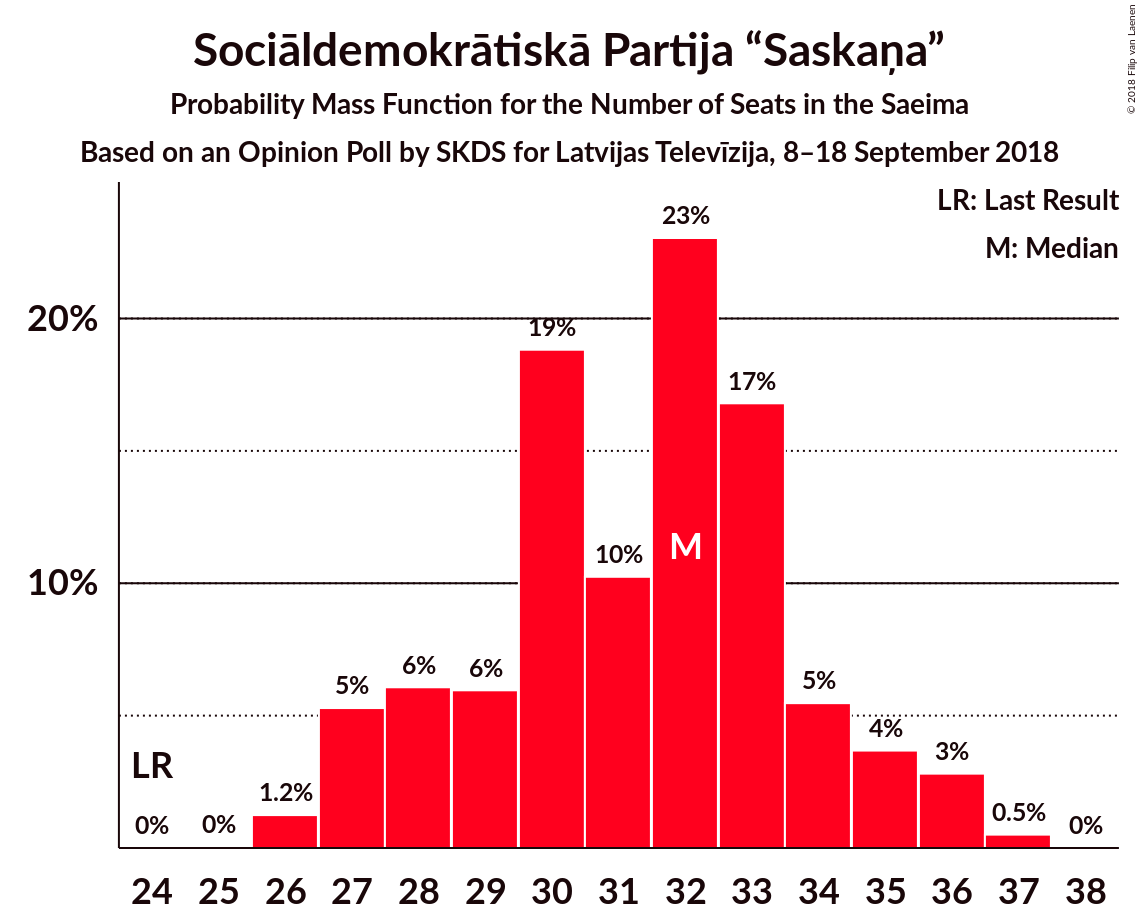 Sociāldemokrātiskā Partija “Saskaņa”
Probability Mass Function for the Number of Seats in the Saeima
Based on an Opinion Poll by SKDS for Latvijas Televīzija, 8–18 September 2018
© 2018 Filip van Laenen
LR: Last Result
M: Median
20%
10%
LR
M
0%
0%
1.2%
5%
6%
6%
19%
10%
23%
17%
5%
4%
3%
0.5%
0%
24 25 26 27 28 29 30 31 32 33 34 35 36 37 38